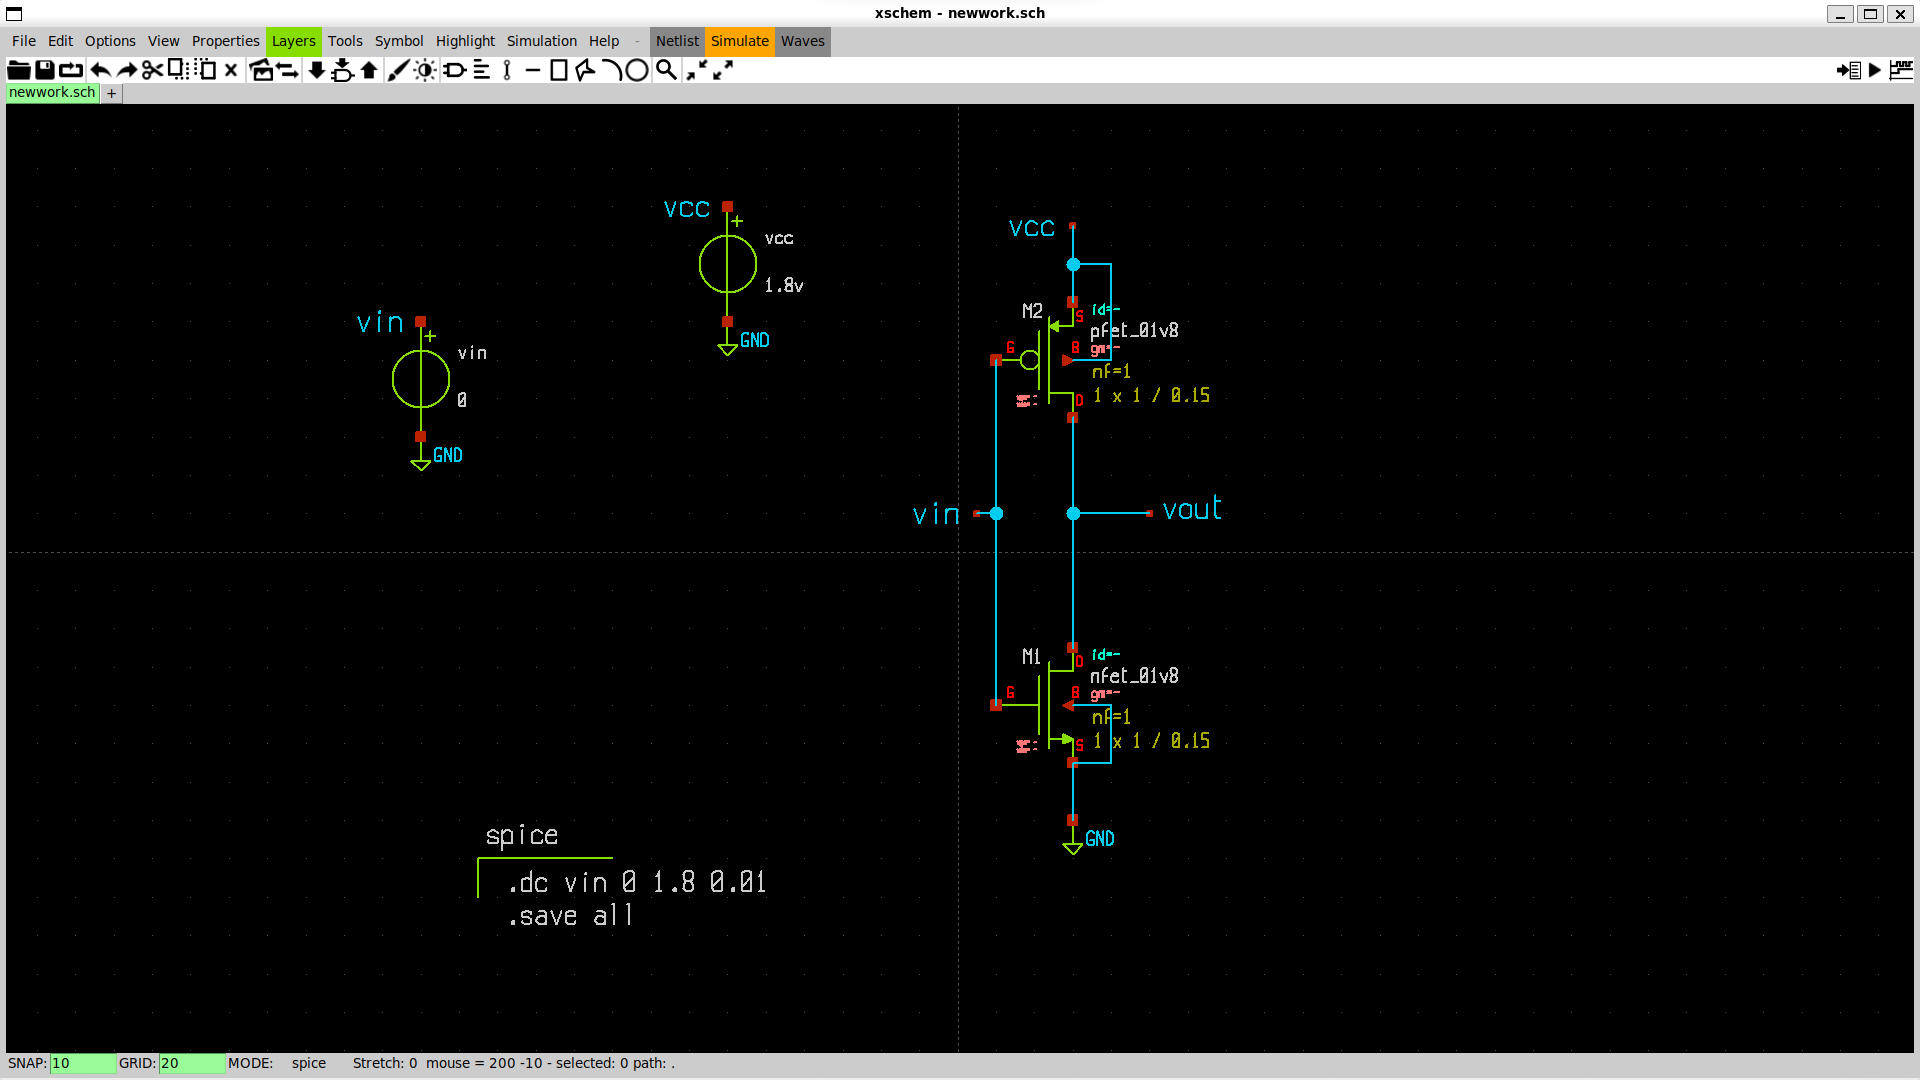 xschem - newwork.sch
File Edit Options View Properties Layers Tools Symbol Highlight Simulation Help - Netlist Simulate Waves
newwork.sch +
VCC
+
vcc
1.8v
GND
vin
+
vin
0
GND
VCC
M2
S
id=-
pfet_01v8
G
B
gm=-
nf=1
D
1 x 1 / 0.15
vin
vout
M1
D
id=-
nfet_01v8
G
B
gm=-
nf=1
S
1 x 1 / 0.15
GND
spice
.dc vin 0 1.8 0.01
.save all
SNAP: 10 GRID: 20 MODE: spice Stretch: 0 mouse = 200 -10 - selected: 0 path: .